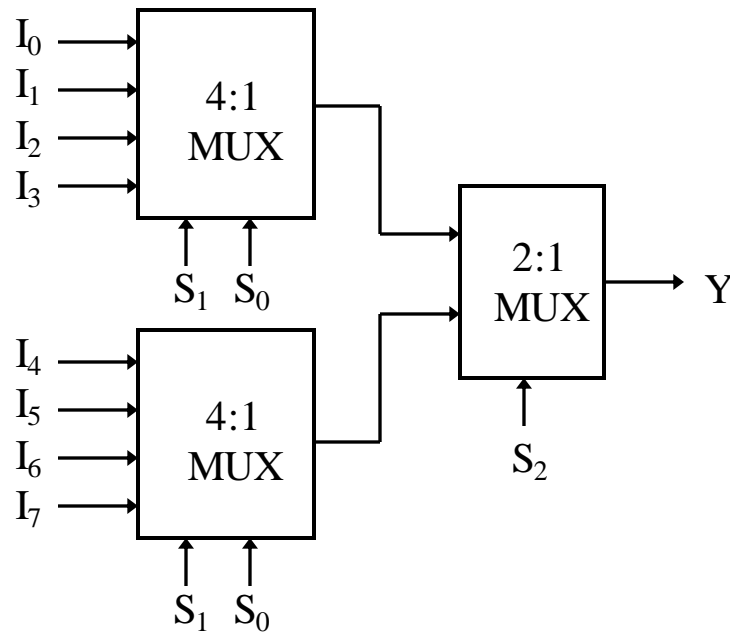 I₀
I₁
I₂
I₃
4:1
MUX
S₁ S₀
2:1
MUX
Y
S₂
I₄
I₅
I₆
I₇
4:1
MUX
S₁ S₀